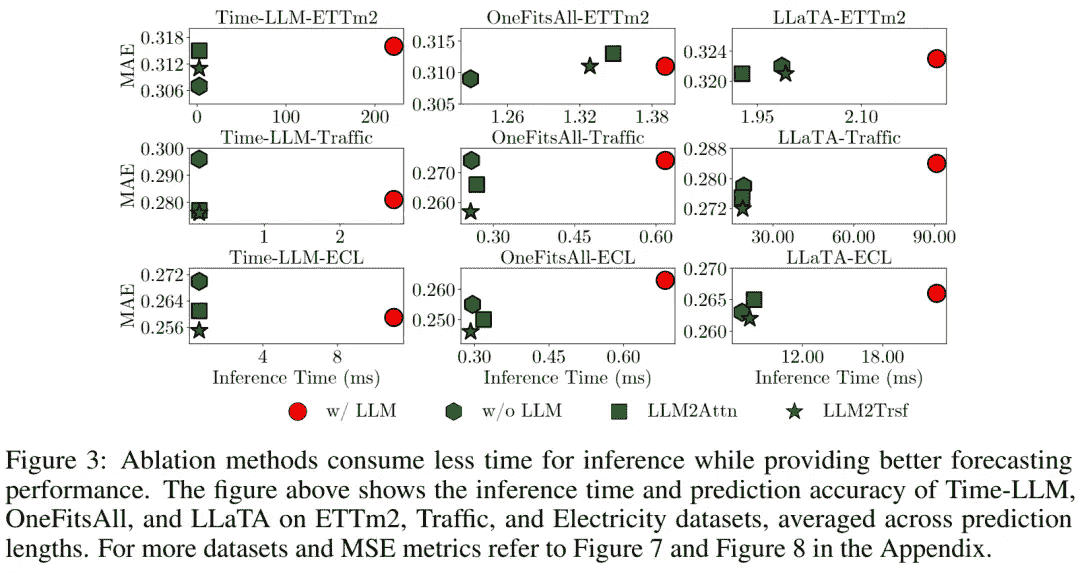 Time-LLM-ETTm2 OneFitsAll-ETTm2 LLaTA-ETTm2
MAE
0.318
0.312
0.306
0 100 200
0.315
0.310
0.305
1.26 1.32 1.38
0.324
0.320
1.95 2.10
Time-LLM-Traffic OneFitsAll-Traffic LLaTA-Traffic
MAE
0.300
0.290
0.280
1 2
0.270
0.260
0.30 0.45 0.60
0.288
0.280
0.272
30.00 60.00 90.00
Time-LLM-ECL OneFitsAll-ECL LLaTA-ECL
MAE
0.272
0.264
0.256
4 8
0.260
0.250
0.30 0.45 0.60
0.270
0.265
0.260
12.00 18.00
Inference Time (ms) Inference Time (ms) Inference Time (ms)
w/ LLM w/o LLM LLM2Attn LLM2Trsf
Figure 3: Ablation methods consume less time for inference while providing better forecasting
performance. The figure above shows the inference time and prediction accuracy of Time-LLM,
OneFitsAll, and LLaTA on ETTm2, Traffic, and Electricity datasets, averaged across prediction
lengths. For more datasets and MSE metrics refer to Figure 7 and Figure 8 in the Appendix.